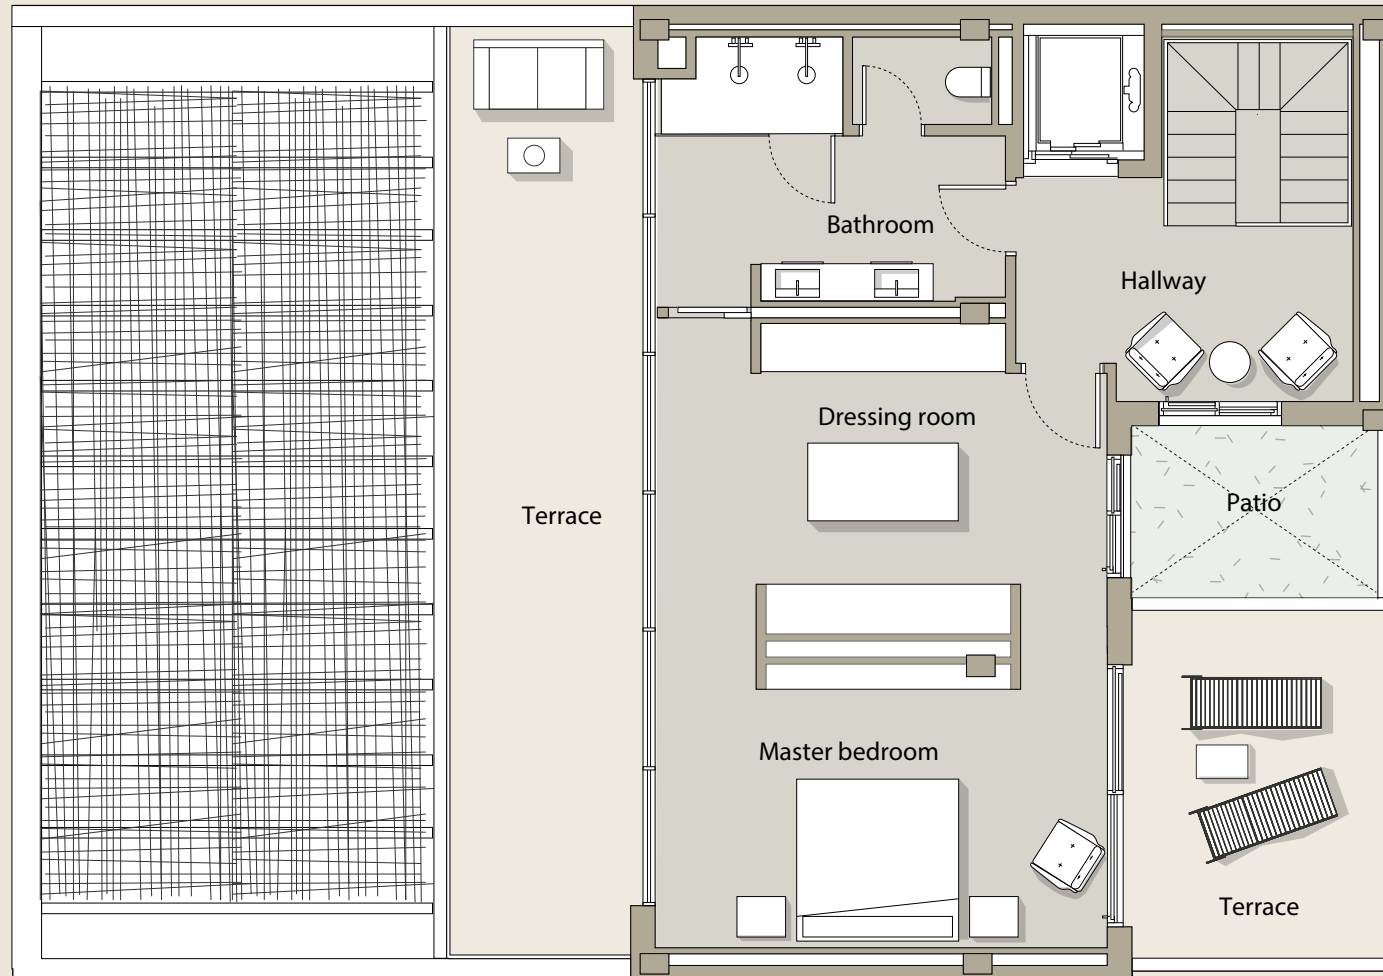 Bathroom
Hallway
Dressing room
Terrace
Patio
Master bedroom
Terrace